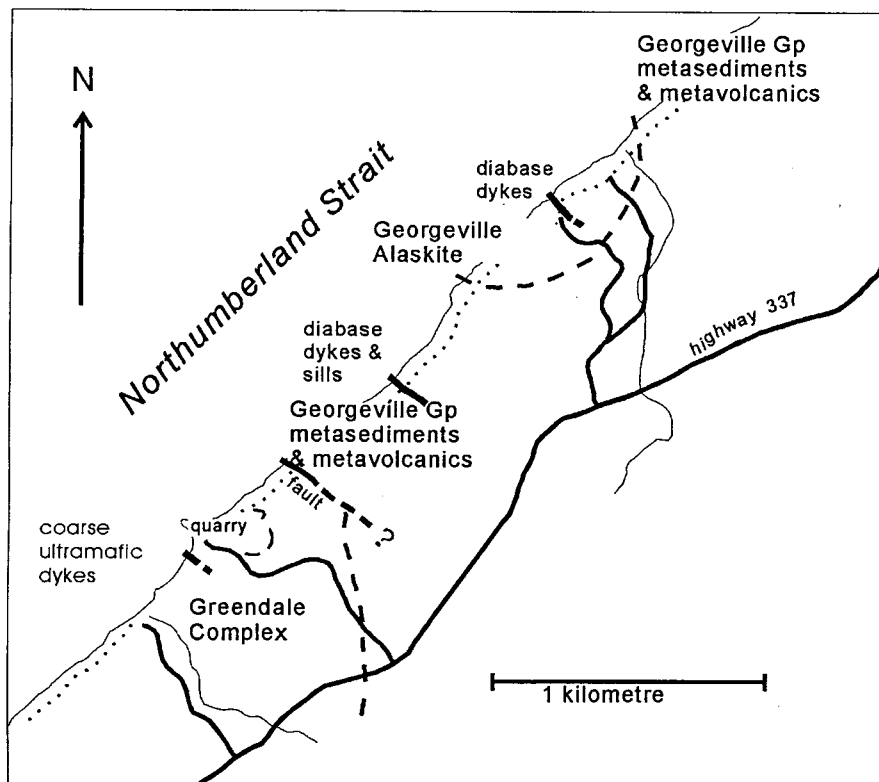 Georgeville Gp
metasediments
& metavolcanics
N
diabase
dykes
Northumberland Strait
Georgeville
Alaskite
highway 337
diabase
dykes &
sills
Georgeville Gp
metasediments
& metavolcanics
fault
?
quarry
coarse
ultramafic
dykes
Greendale
Complex
1 kilometre